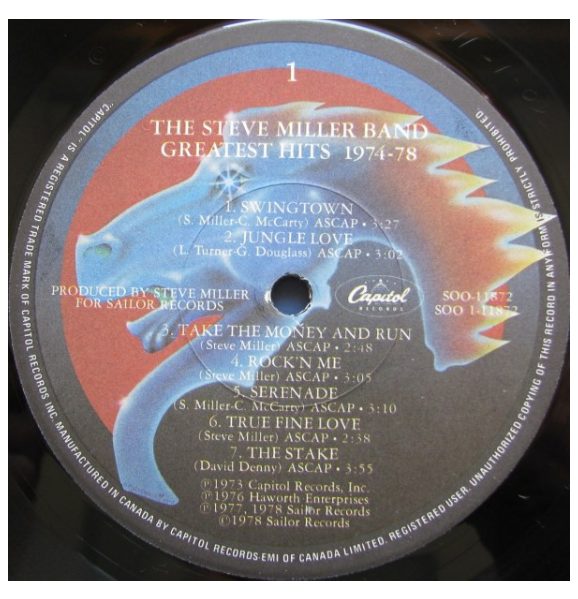 1
THE STEVE MILLER BAND
GREATEST HITS 1974-78
1. SWINGTOWN
(S. Miller-C. McCarty) ASCAP • 3:27
2. JUNGLE LOVE
(L. Turner-G. Douglass) ASCAP • 3:02
PRODUCED BY STEVE MILLER
FOR SAILOR RECORDS
Capitol
RECORDS
SOO-11872
SOO 1-11872
3. TAKE THE MONEY AND RUN
(Steve Miller) ASCAP • 2:48
4. ROCK'N ME
(Steve Miller) ASCAP • 3:05
5. SERENADE
(S. Miller-C. McCarty) ASCAP • 3:10
6. TRUE FINE LOVE
(Steve Miller) ASCAP • 2:38
7. THE STAKE
(David Denny) ASCAP • 3:55
℗1973 Capitol Records, Inc.
℗1976 Haworth Enterprises
℗1977, 1978 Sailor Records
©1978 Sailor Records
"CAPITOL" IS A REGISTERED TRADE MARK OF CAPITOL RECORDS INC. MANUFACTURED IN CANADA BY CAPITOL RECORDS-EMI OF CANADA LIMITED. REGISTERED USER. UNAUTHORIZED COPYING OF THIS RECORD IN ANY FORM IS STRICTLY PROHIBITED.